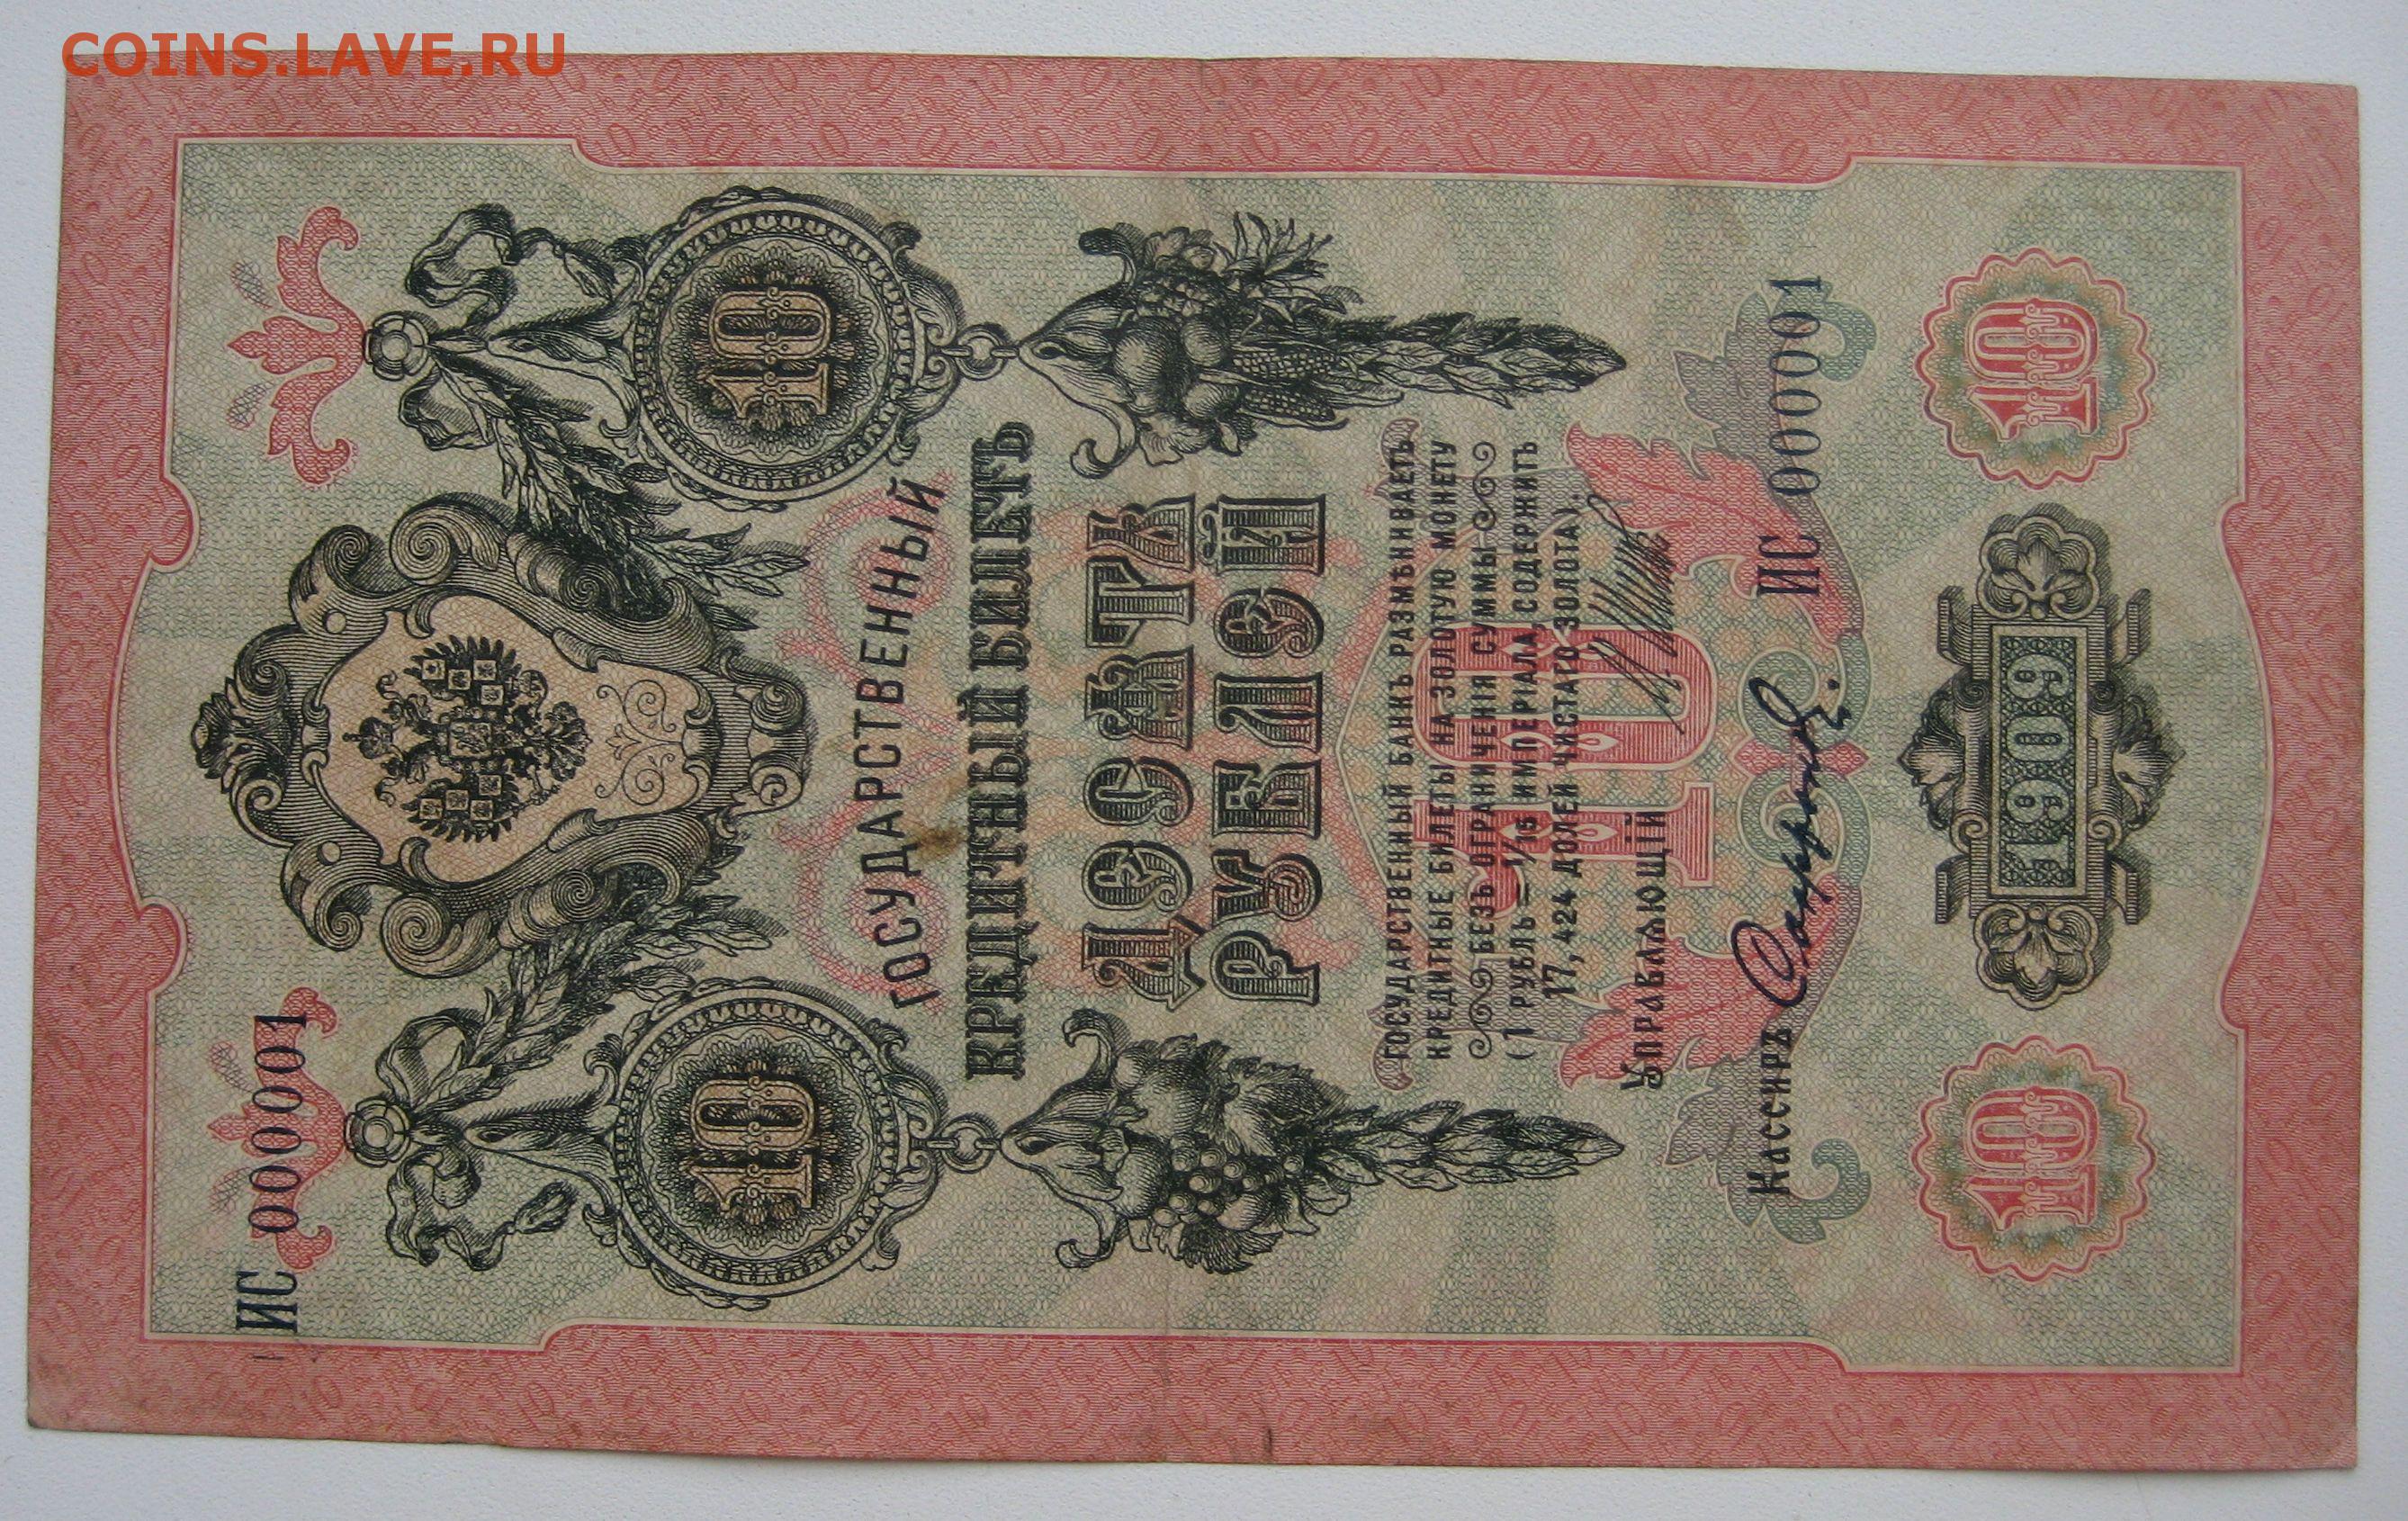 COINS.LAVE.RU
ИС 000001
10
10
ГОСУДАРСТВЕННЫЙ
КРЕДИТНЫЙ БИЛЕТЪ
ДЕСЯТЬ
РУБЛЕЙ
ГОСУДАРСТВЕННЫЙ БАНКЪ РАЗМѢНИВАЕТЪ
КРЕДИТНЫЕ БИЛЕТЫ НА ЗОЛОТУЮ МОНЕТУ
БЕЗЪ ОГРАНИЧЕНІЯ СУММЫ
(1 РУБЛЬ = 1/15 ИМПЕРІАЛА, СОДЕРЖИТЪ
17,424 ДОЛЕЙ ЧИСТАГО ЗОЛОТА).
10
Управляющій
Кассиръ Софронов
ИС 000001
10
1909
10